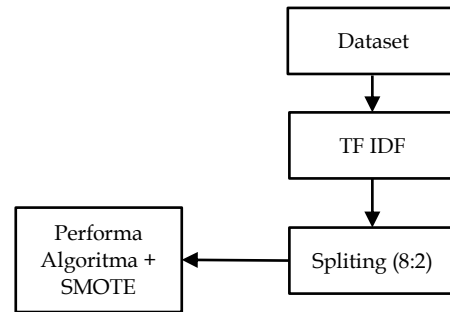 Dataset
TF IDF
Spliting (8:2)
Performa
Algoritma +
SMOTE